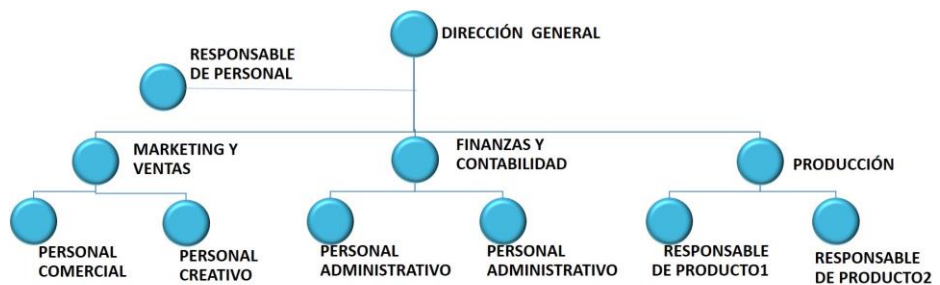 DIRECCIÓN GENERAL
RESPONSABLE
DE PERSONAL
MARKETING Y
VENTAS
FINANZAS Y
CONTABILIDAD
PRODUCCIÓN
PERSONAL
COMERCIAL
PERSONAL
CREATIVO
PERSONAL
ADMINISTRATIVO
PERSONAL
ADMINISTRATIVO
RESPONSABLE
DE PRODUCTO1
RESPONSABLE
DE PRODUCTO2